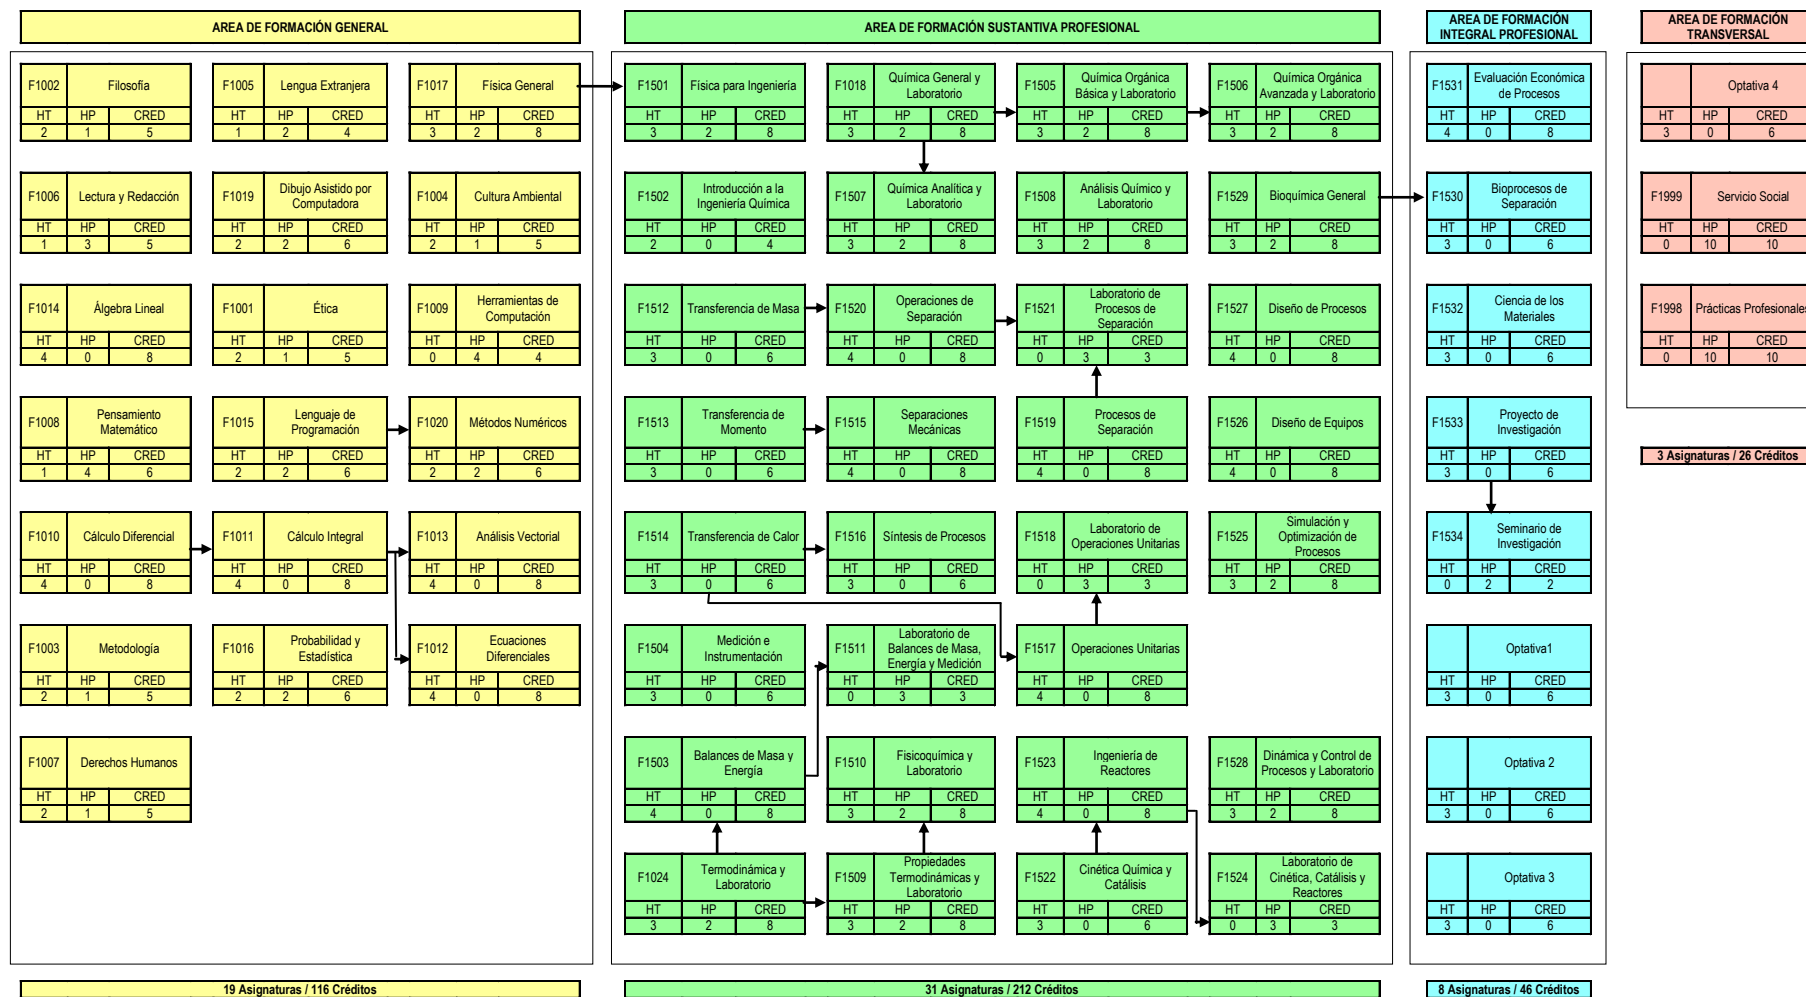 AREA DE FORMACIÓN GENERAL
F1002 Filosofía
HT HP CRED
2 1 5
F1005 Lengua Extranjera
HT HP CRED
1 2 4
F1017 Física General
HT HP CRED
3 2 8
F1006 Lectura y Redacción
HT HP CRED
1 3 5
F1019 Dibujo Asistido por
Computadora
HT HP CRED
2 2 6
F1004 Cultura Ambiental
HT HP CRED
2 1 5
F1014 Álgebra Lineal
HT HP CRED
4 0 8
F1001 Ética
HT HP CRED
2 1 5
F1009 Herramientas de
Computación
HT HP CRED
0 4 4
F1008 Pensamiento
Matemático
HT HP CRED
1 4 6
F1015 Lenguaje de
Programación
HT HP CRED
2 2 6
F1020 Métodos Numéricos
HT HP CRED
2 2 6
F1010 Cálculo Diferencial
HT HP CRED
4 0 8
F1011 Cálculo Integral
HT HP CRED
4 0 8
F1013 Análisis Vectorial
HT HP CRED
4 0 8
F1003 Metodología
HT HP CRED
2 1 5
F1016 Probabilidad y
Estadística
HT HP CRED
2 2 6
F1012 Ecuaciones
Diferenciales
HT HP CRED
4 0 8
F1007 Derechos Humanos
HT HP CRED
2 1 5
19 Asignaturas / 116 Créditos
AREA DE FORMACIÓN SUSTANTIVA PROFESIONAL
F1501 Física para Ingeniería
HT HP CRED
3 2 8
F1018 Química General y
Laboratorio
HT HP CRED
3 2 8
F1505 Química Orgánica
Básica y Laboratorio
HT HP CRED
3 2 8
F1506 Química Orgánica
Avanzada y Laboratorio
HT HP CRED
3 2 8
F1502 Introducción a la
Ingeniería Química
HT HP CRED
2 0 4
F1507 Química Analítica y
Laboratorio
HT HP CRED
3 2 8
F1508 Análisis Químico y
Laboratorio
HT HP CRED
3 2 8
F1529 Bioquímica General
HT HP CRED
3 2 8
F1512 Transferencia de Masa
HT HP CRED
3 0 6
F1520 Operaciones de
Separación
HT HP CRED
4 0 8
F1521 Laboratorio de
Procesos de
Separación
HT HP CRED
0 3 3
F1527 Diseño de Procesos
HT HP CRED
4 0 8
F1513 Transferencia de
Momento
HT HP CRED
3 0 6
F1515 Separaciones
Mecánicas
HT HP CRED
4 0 8
F1519 Procesos de
Separación
HT HP CRED
4 0 8
F1526 Diseño de Equipos
HT HP CRED
4 0 8
F1514 Transferencia de Calor
HT HP CRED
3 0 6
F1516 Síntesis de Procesos
HT HP CRED
3 0 6
F1518 Laboratorio de
Operaciones Unitarias
HT HP CRED
0 3 3
F1525 Simulación y
Optimización de
Procesos
HT HP CRED
3 2 8
F1504 Medición e
Instrumentación
HT HP CRED
3 0 6
F1511 Laboratorio de
Balances de Masa,
Energía y Medición
HT HP CRED
0 3 3
F1517 Operaciones Unitarias
HT HP CRED
4 0 8
F1503 Balances de Masa y
Energía
HT HP CRED
4 0 8
F1510 Fisicoquímica y
Laboratorio
HT HP CRED
3 2 8
F1523 Ingeniería de
Reactores
HT HP CRED
4 0 8
F1528 Dinámica y Control de
Procesos y Laboratorio
HT HP CRED
3 2 8
F1024 Termodinámica y
Laboratorio
HT HP CRED
3 2 8
F1509 Propiedades
Termodinámicas y
Laboratorio
HT HP CRED
3 2 8
F1522 Cinética Química y
Catálisis
HT HP CRED
3 0 6
F1524 Laboratorio de
Cinética, Catálisis y
Reactores
HT HP CRED
0 3 3
31 Asignaturas / 212 Créditos
AREA DE FORMACIÓN
INTEGRAL PROFESIONAL
F1531 Evaluación Económica
de Procesos
HT HP CRED
4 0 8
F1530 Bioprocesos de
Separación
HT HP CRED
3 0 6
F1532 Ciencia de los
Materiales
HT HP CRED
3 0 6
F1533 Proyecto de
Investigación
HT HP CRED
3 0 6
F1534 Seminario de
Investigación
HT HP CRED
0 2 2
Optativa1
HT HP CRED
3 0 6
Optativa 2
HT HP CRED
3 0 6
Optativa 3
HT HP CRED
3 0 6
8 Asignaturas / 46 Créditos
AREA DE FORMACIÓN
TRANSVERSAL
Optativa 4
HT HP CRED
3 0 6
F1999 Servicio Social
HT HP CRED
0 10 10
F1998 Prácticas Profesionales
HT HP CRED
0 10 10
3 Asignaturas / 26 Créditos